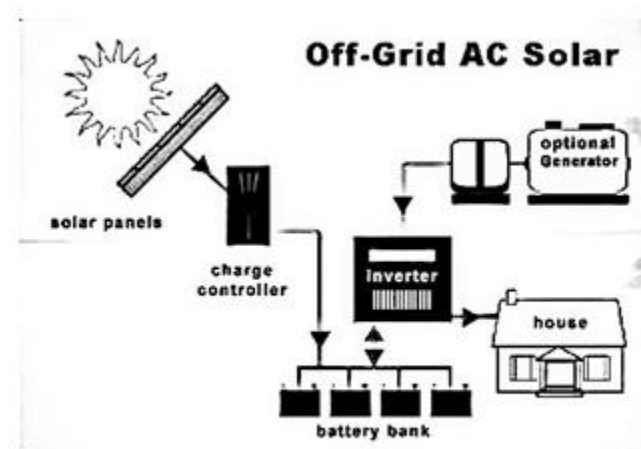 Off-Grid AC Solar
optional
Generator
solar panels
charge
controller
inverter
house
battery bank